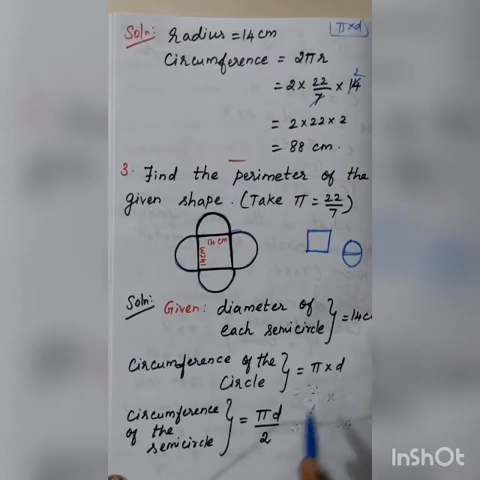 Soln: Radius = 14 cm
π×d
Circumference = 2πr
= 2 × 22/7 × 14 2
= 2 × 22 × 2
= 88 cm.
3. Find the perimeter of the
given shape. (Take π = 22/7)
14 cm
14 cm
Soln: Given: diameter of
each semicircle } = 14 c
Circumference of the
Circle } = π × d
Circumference
of the
semicircle } = πd/2
InShOt